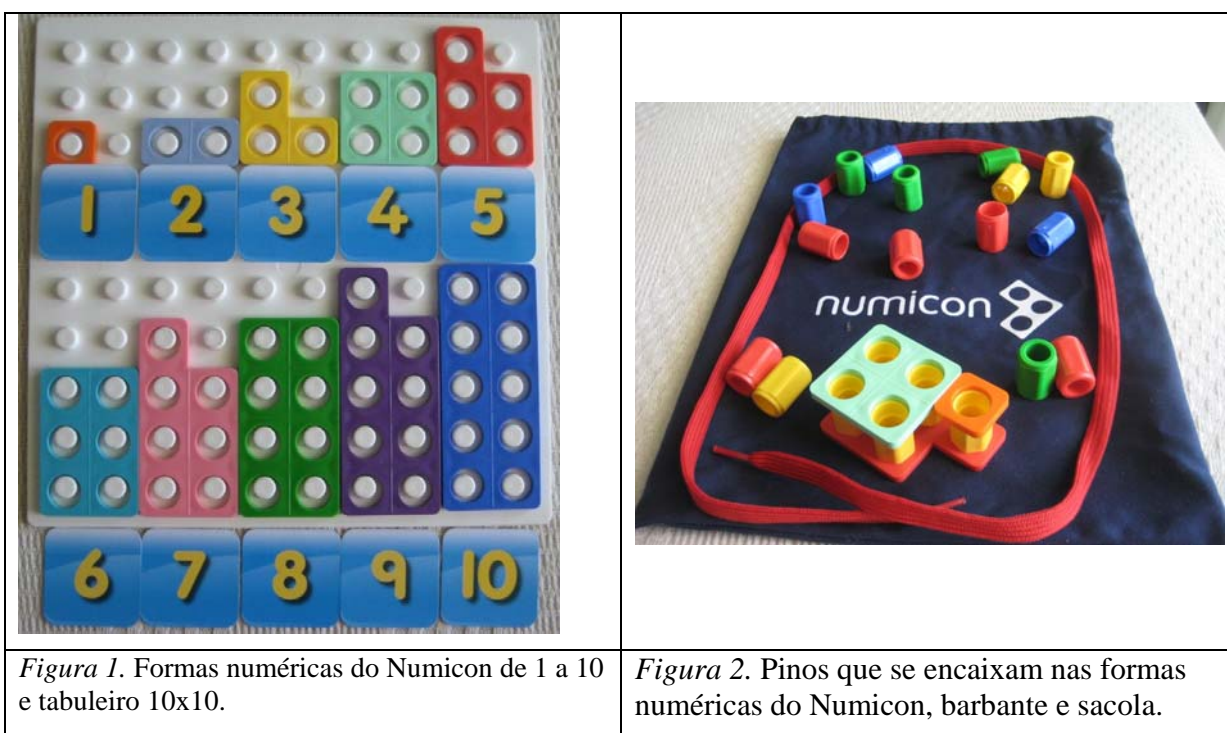 1 2 3 4 5
6 7 8 9 10
numicon
Figura 1. Formas numéricas do Numicon de 1 a 10
e tabuleiro 10x10.
Figura 2. Pinos que se encaixam nas formas
numéricas do Numicon, barbante e sacola.